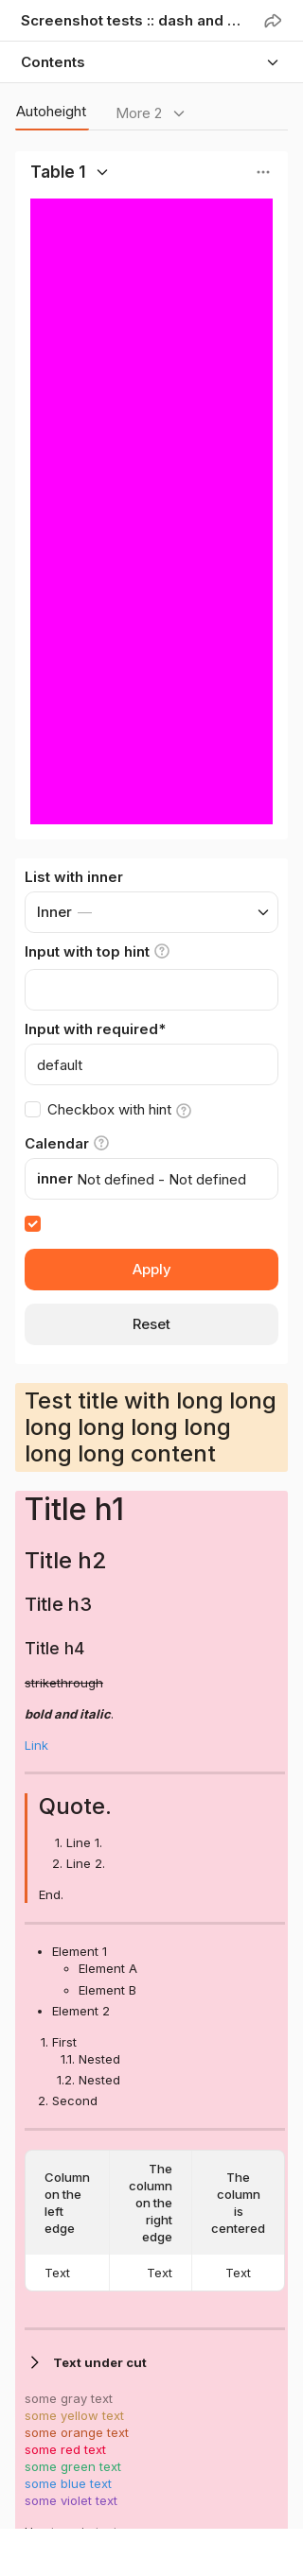 Screenshot tests :: dash and ...
Contents
Autoheight More 2
Table 1
List with inner
Inner —
Input with top hint
Input with required*
default
Checkbox with hint
Calendar
inner Not defined - Not defined
Apply
Reset
Test title with long long
long long long long
long long content
Title h1
Title h2
Title h3
Title h4
strikethrough
bold and italic.
Link
Quote.
1. Line 1.
2. Line 2.
End.
• Element 1
◦ Element A
◦ Element B
• Element 2
1. First
1.1. Nested
1.2. Nested
2. Second
Column
on the
left
edge
The
column
on the
right
edge
The
column
is
centered
Text Text Text
Text under cut
some gray text
some yellow text
some orange text
some red text
some green text
some blue text
some violet text